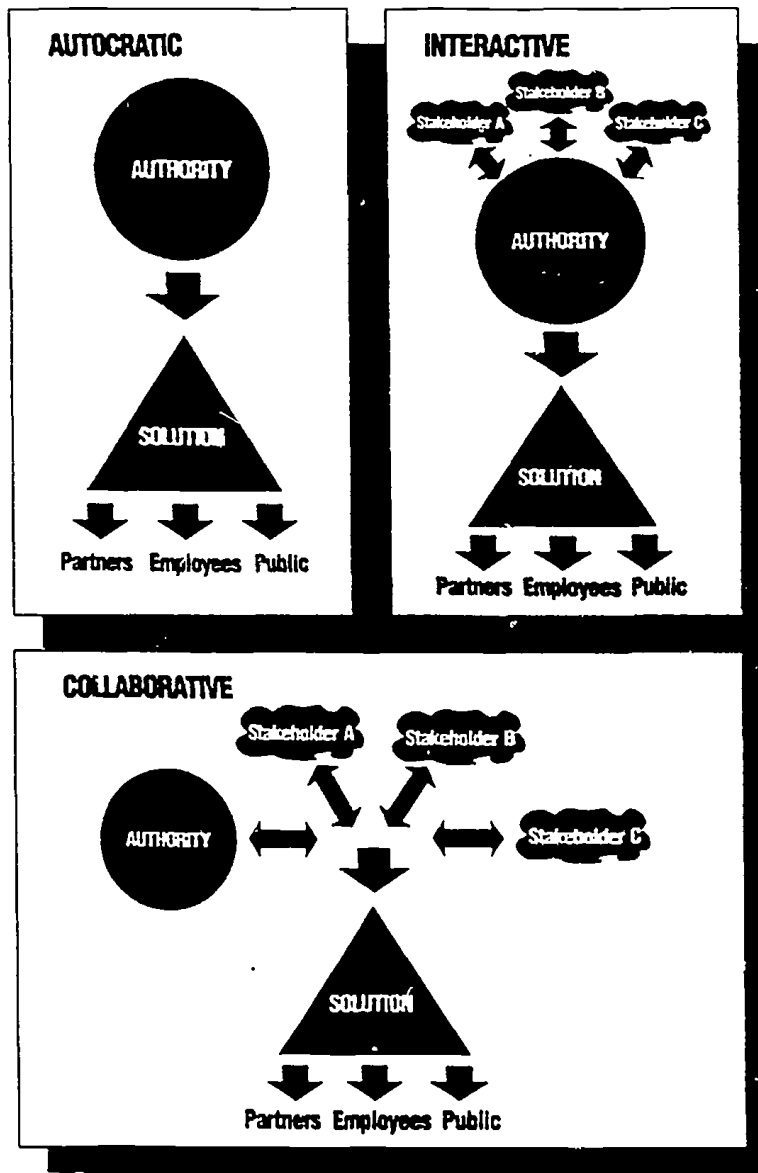 AUTOCRATIC
AUTHORITY
SOLUTION
Partners Employees Public
INTERACTIVE
Stakeholder B
Stakeholder A
Stakeholder C
AUTHORITY
SOLUTION
Partners Employees Public
COLLABORATIVE
Stakeholder A
Stakeholder B
AUTHORITY
Stakeholder C
SOLUTION
Partners Employees Public